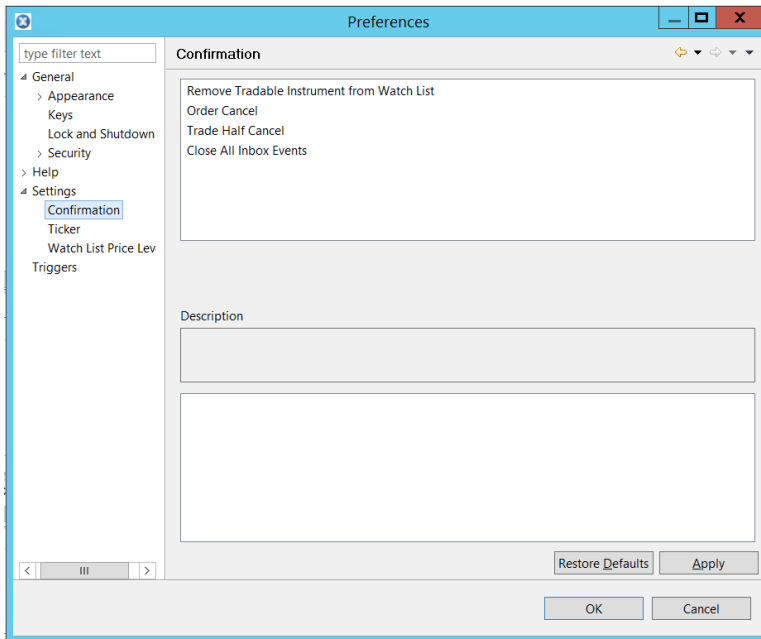 Preferences
type filter text
Confirmation
General
Appearance
Keys
Lock and Shutdown
Security
Help
Settings
Confirmation
Ticker
Watch List Price Lev
Triggers
Remove Tradable Instrument from Watch List
Order Cancel
Trade Half Cancel
Close All Inbox Events
Description
Restore Defaults
Apply
OK
Cancel